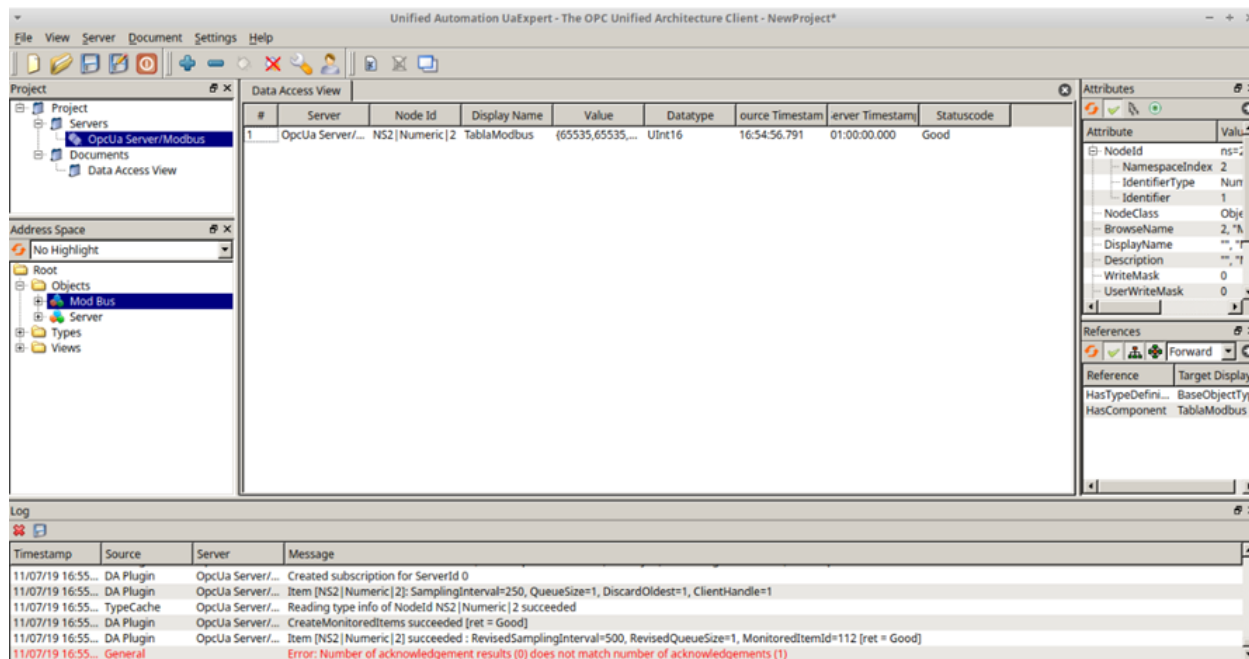 Unified Automation UaExpert - The OPC Unified Architecture Client - NewProject*
File View Server Document Settings Help
Project
Project
Servers
OpcUa Server/Modbus
Documents
Data Access View
Address Space
No Highlight
Root
Objects
Mod Bus
Server
Types
Views
Data Access View
# Server Node Id Display Name Value Datatype ource Timestam erver Timestam Statuscode
1 OpcUa Server/... NS2|Numeric|2 TablaModbus {65535,65535,... UInt16 16:54:56.791 01:00:00.000 Good
Attributes
Attribute Valu
NodeId ns=2
NamespaceIndex 2
IdentifierType Num
Identifier 1
NodeClass Obje
BrowseName 2, "M
DisplayName "", "
Description "", "
WriteMask 0
UserWriteMask 0
References
Forward
Reference Target Display
HasTypeDefini... BaseObjectTy
HasComponent TablaModbus
Log
Timestamp Source Server Message
11/07/19 16:55... DA Plugin OpcUa Server/... Created subscription for ServerId 0
11/07/19 16:55... DA Plugin OpcUa Server/... Item [NS2|Numeric|2]: SamplingInterval=250, QueueSize=1, DiscardOldest=1, ClientHandle=1
11/07/19 16:55... TypeCache OpcUa Server/... Reading type info of NodeId NS2|Numeric|2 succeeded
11/07/19 16:55... DA Plugin OpcUa Server/... CreateMonitoredItems succeeded [ret = Good]
11/07/19 16:55... DA Plugin OpcUa Server/... Item [NS2|Numeric|2] succeeded : RevisedSamplingInterval=500, RevisedQueueSize=1, MonitoredItemId=112 [ret = Good]
11/07/19 16:55... General Error: Number of acknowledgement results (0) does not match number of acknowledgements (1)